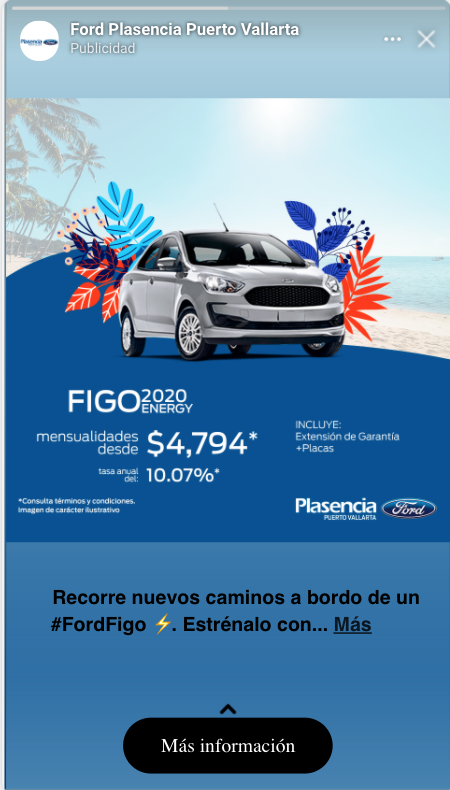 Ford Plasencia Puerto Vallarta
Publicidad
Plasencia Ford
FIGO 2020
ENERGY
mensualidades
desde $4,794*
tasa anual
del: 10.07%*
INCLUYE:
Extensión de Garantía
+Placas
*Consulta términos y condiciones.
Imagen de carácter ilustrativo
Plasencia Ford
PUERTO VALLARTA
Recorre nuevos caminos a bordo de un
#FordFigo ⚡. Estrénalo con... Más
Más información